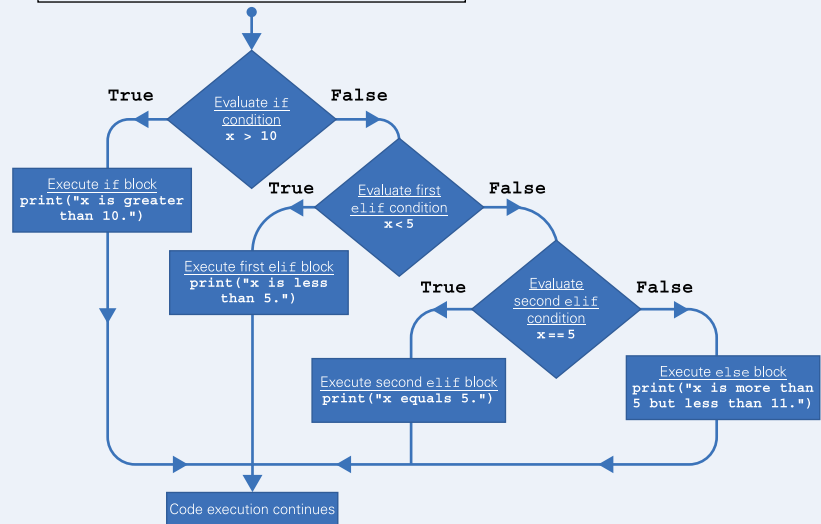 True
False
Evaluate if
condition
x > 10
Execute if block
print("x is greater
than 10.")
True
False
Evaluate first
elif condition
x<5
Execute first elif block
print("x is less
than 5.")
True
False
Evaluate
second elif
condition
x==5
Execute second elif block
print("x equals 5.")
Execute else block
print("x is more than
5 but less than 11.")
Code execution continues